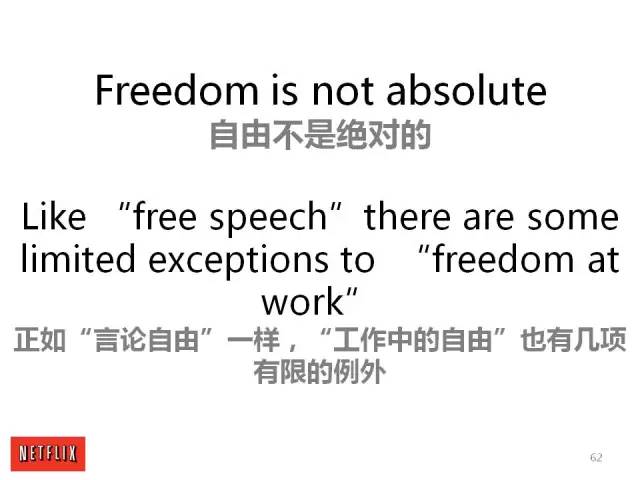 Freedom is not absolute
自由不是绝对的
Like “free speech”there are some
limited exceptions to “freedom at
work”
正如“言论自由”一样，“工作中的自由”也有几项
有限的例外
NETFLIX
62